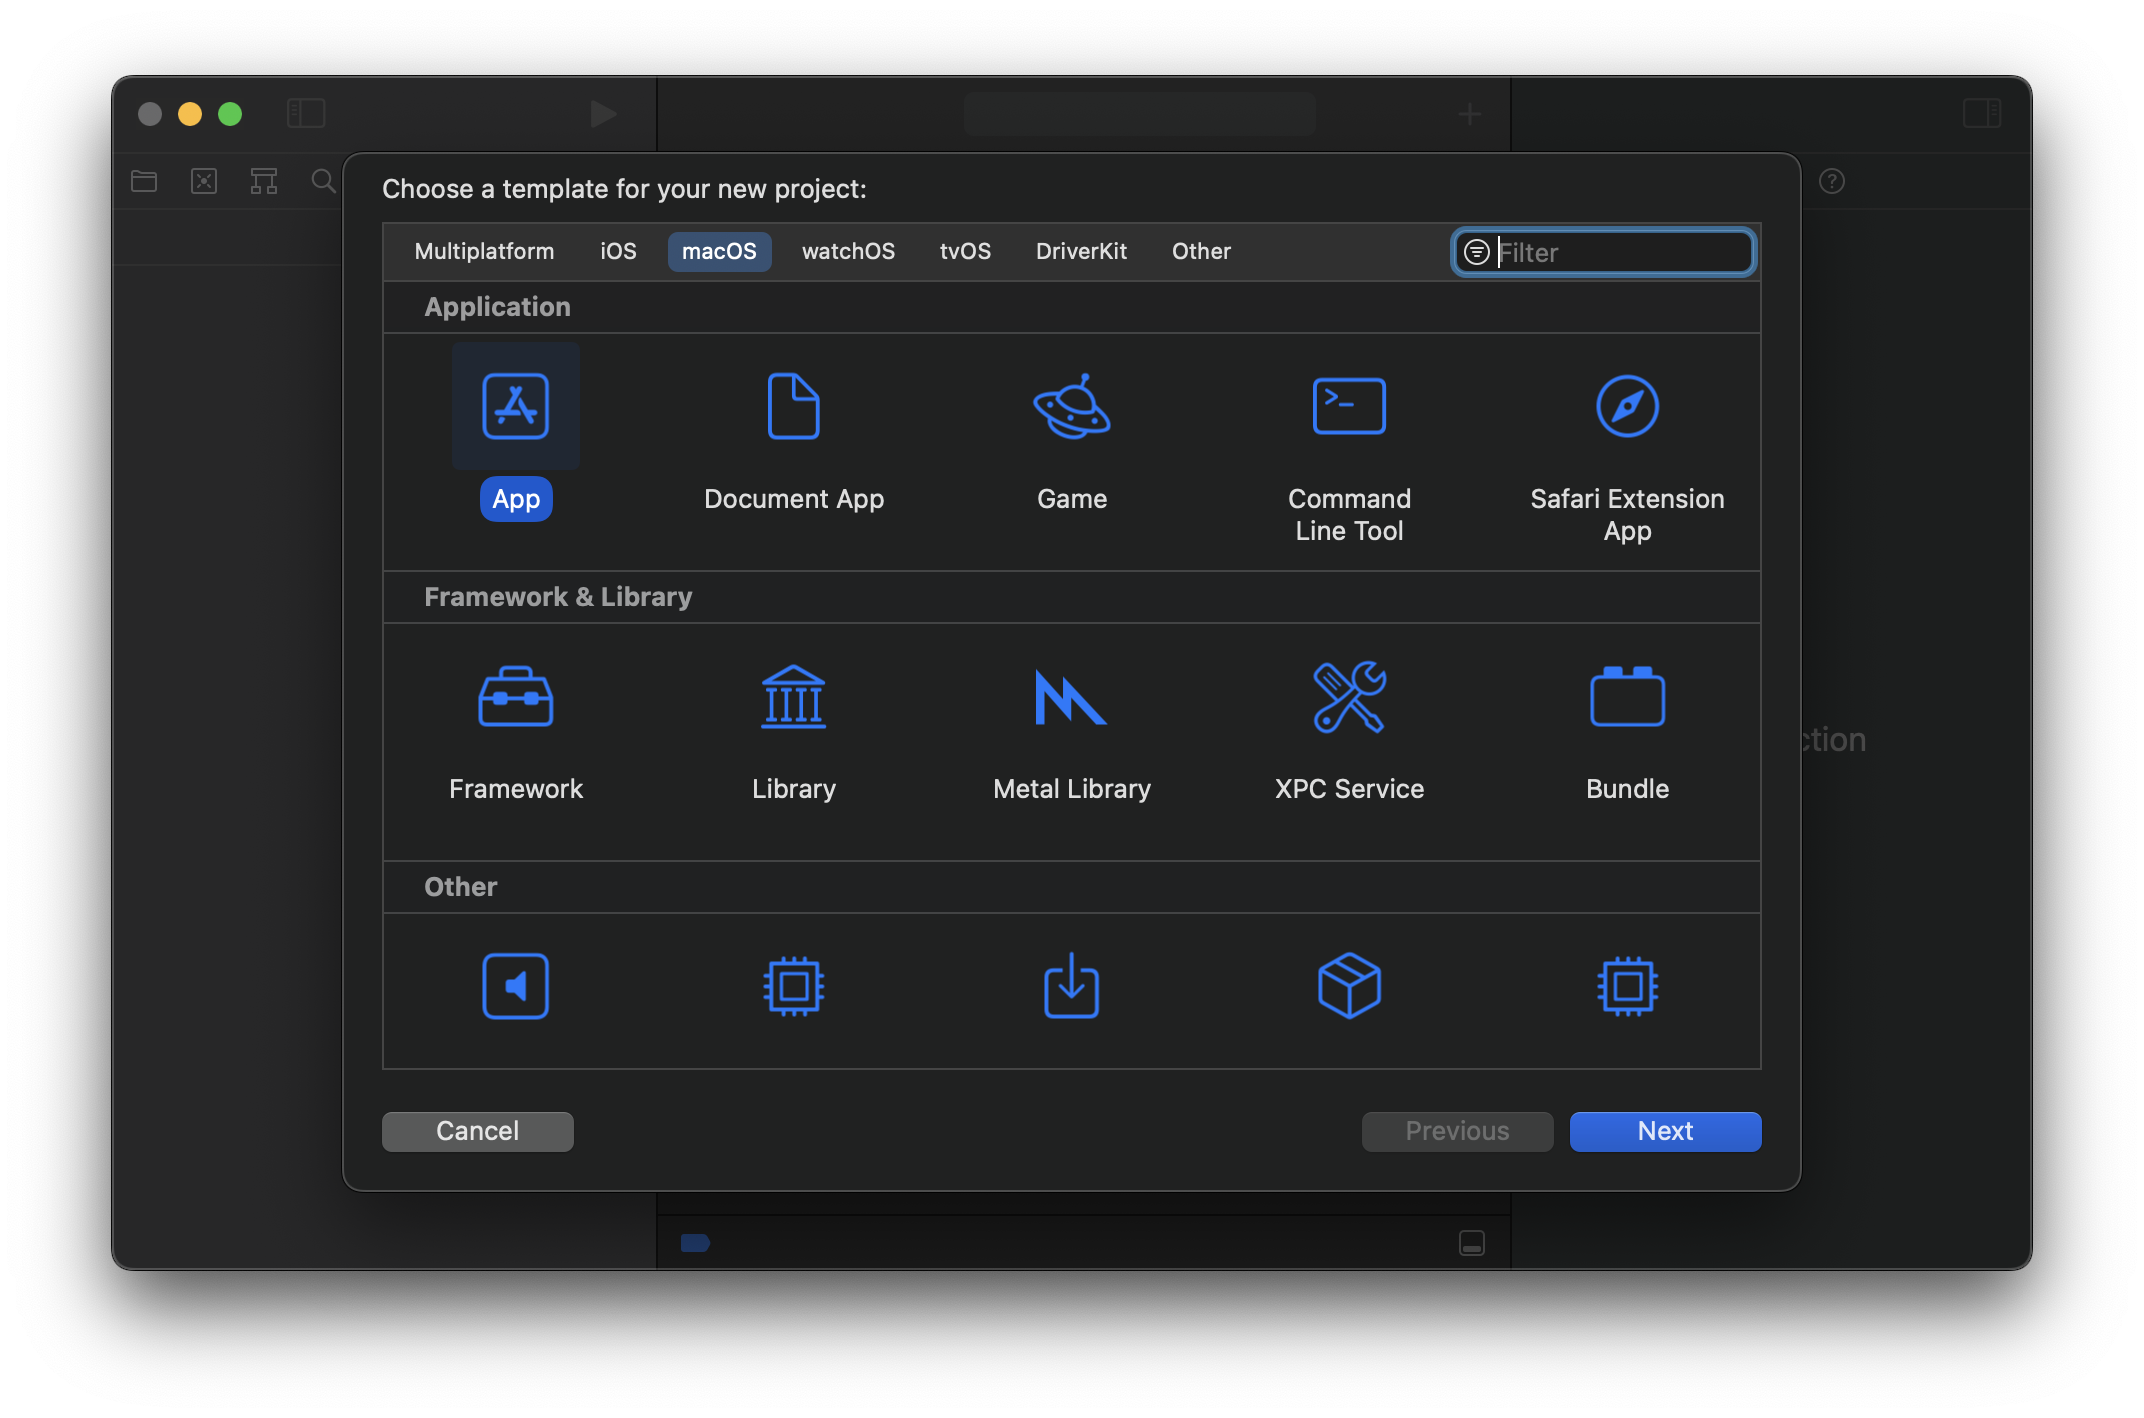 Choose a template for your new project:
Multiplatform iOS macOS watchOS tvOS DriverKit Other
Filter
Application
App
Document App
Game
Command
Line Tool
Safari Extension
App
Framework & Library
Framework
Library
Metal Library
XPC Service
Bundle
ction
Other
Cancel
Previous
Next